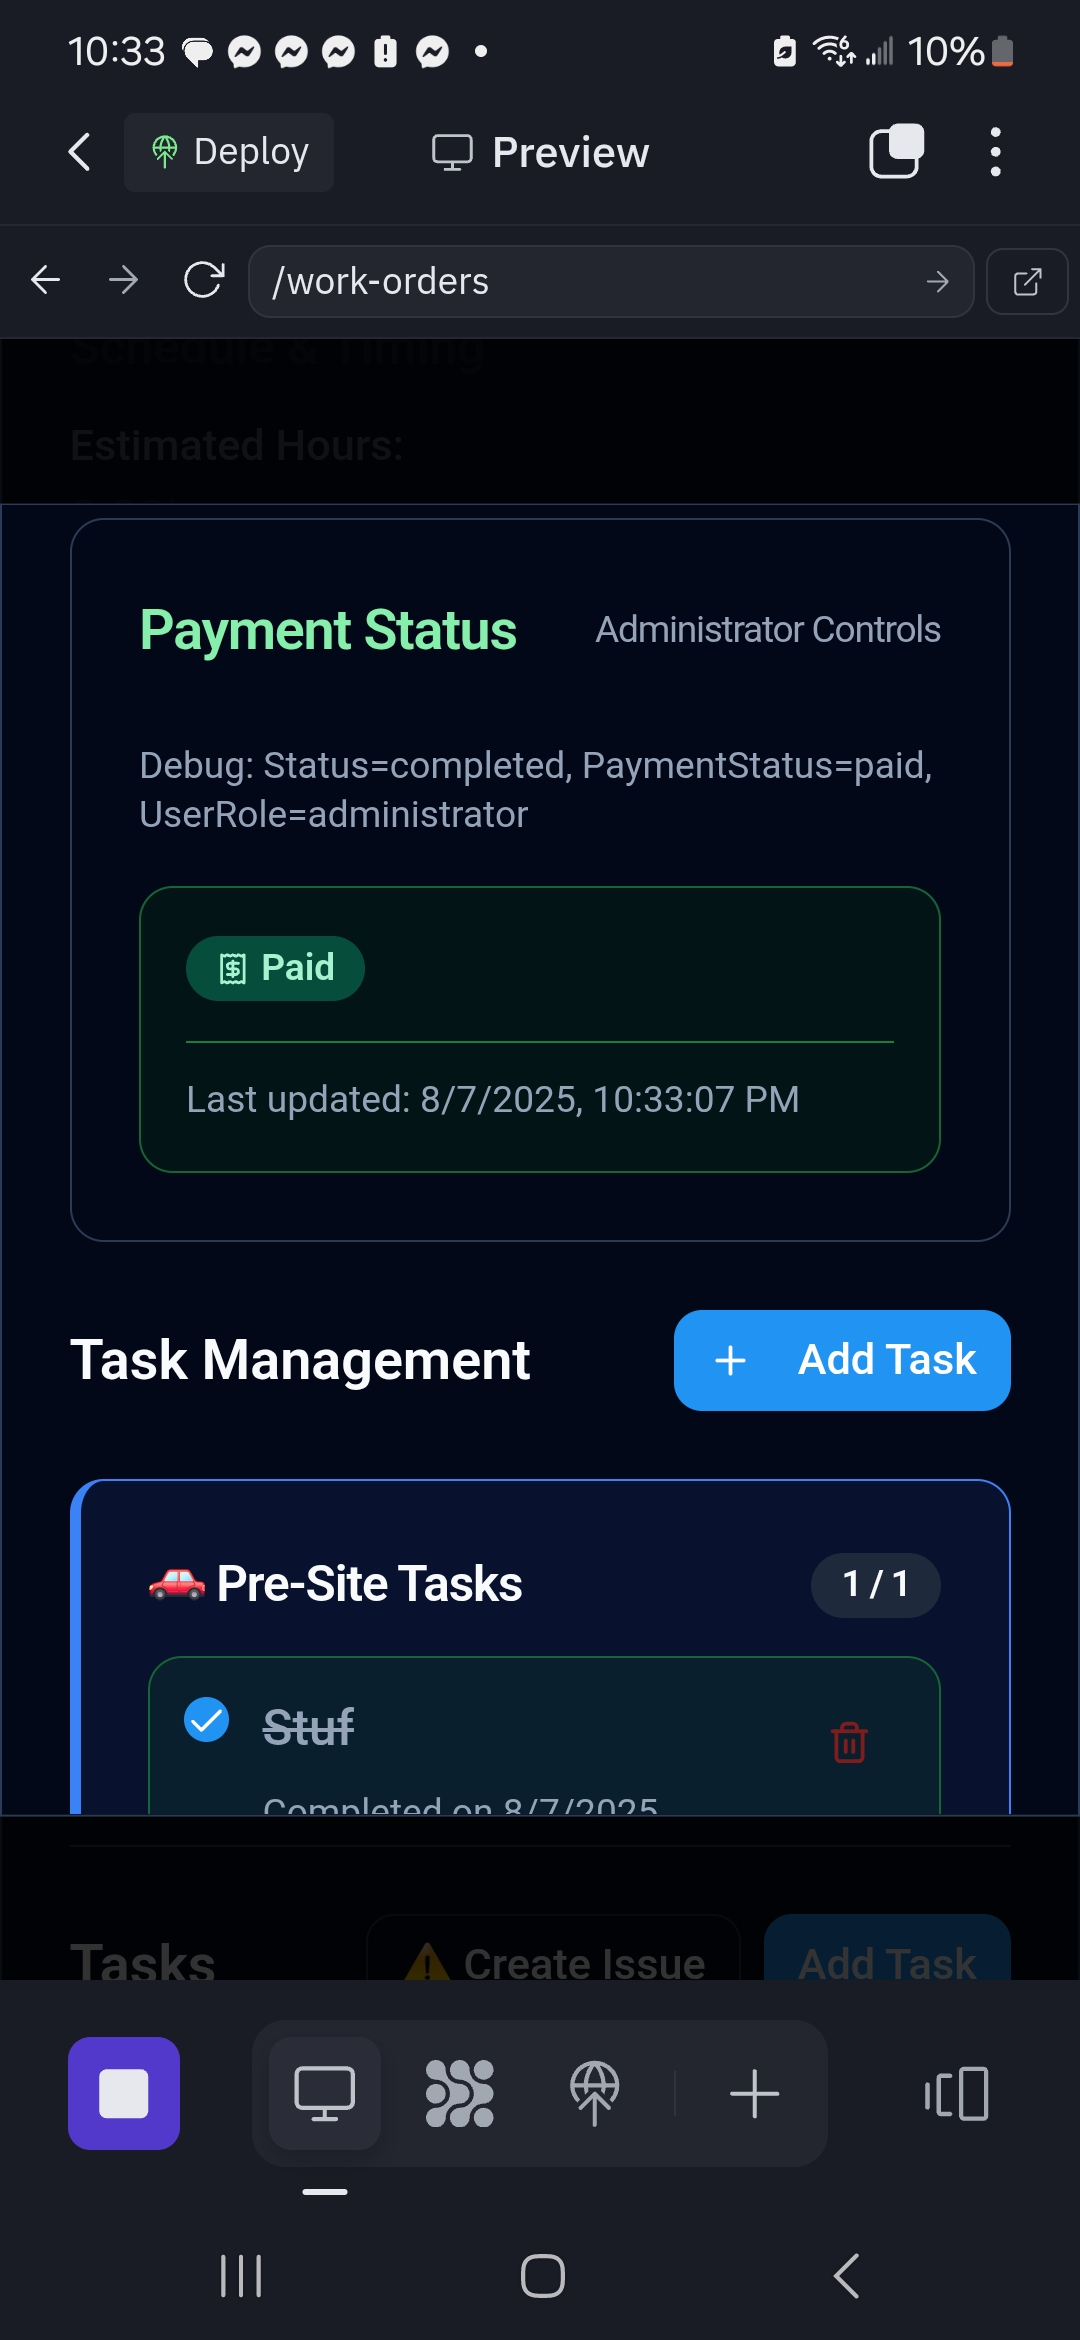 10:33
10%
Deploy
Preview
/work-orders
Schedule & Timing
Estimated Hours:
Payment Status
Administrator Controls
Debug: Status=completed, PaymentStatus=paid,
UserRole=administrator
Paid
Last updated: 8/7/2025, 10:33:07 PM
Task Management
+ Add Task
🚗 Pre-Site Tasks
1 / 1
Stuf
Completed on 8/7/2025
Tasks
⚠️ Create Issue
Add Task